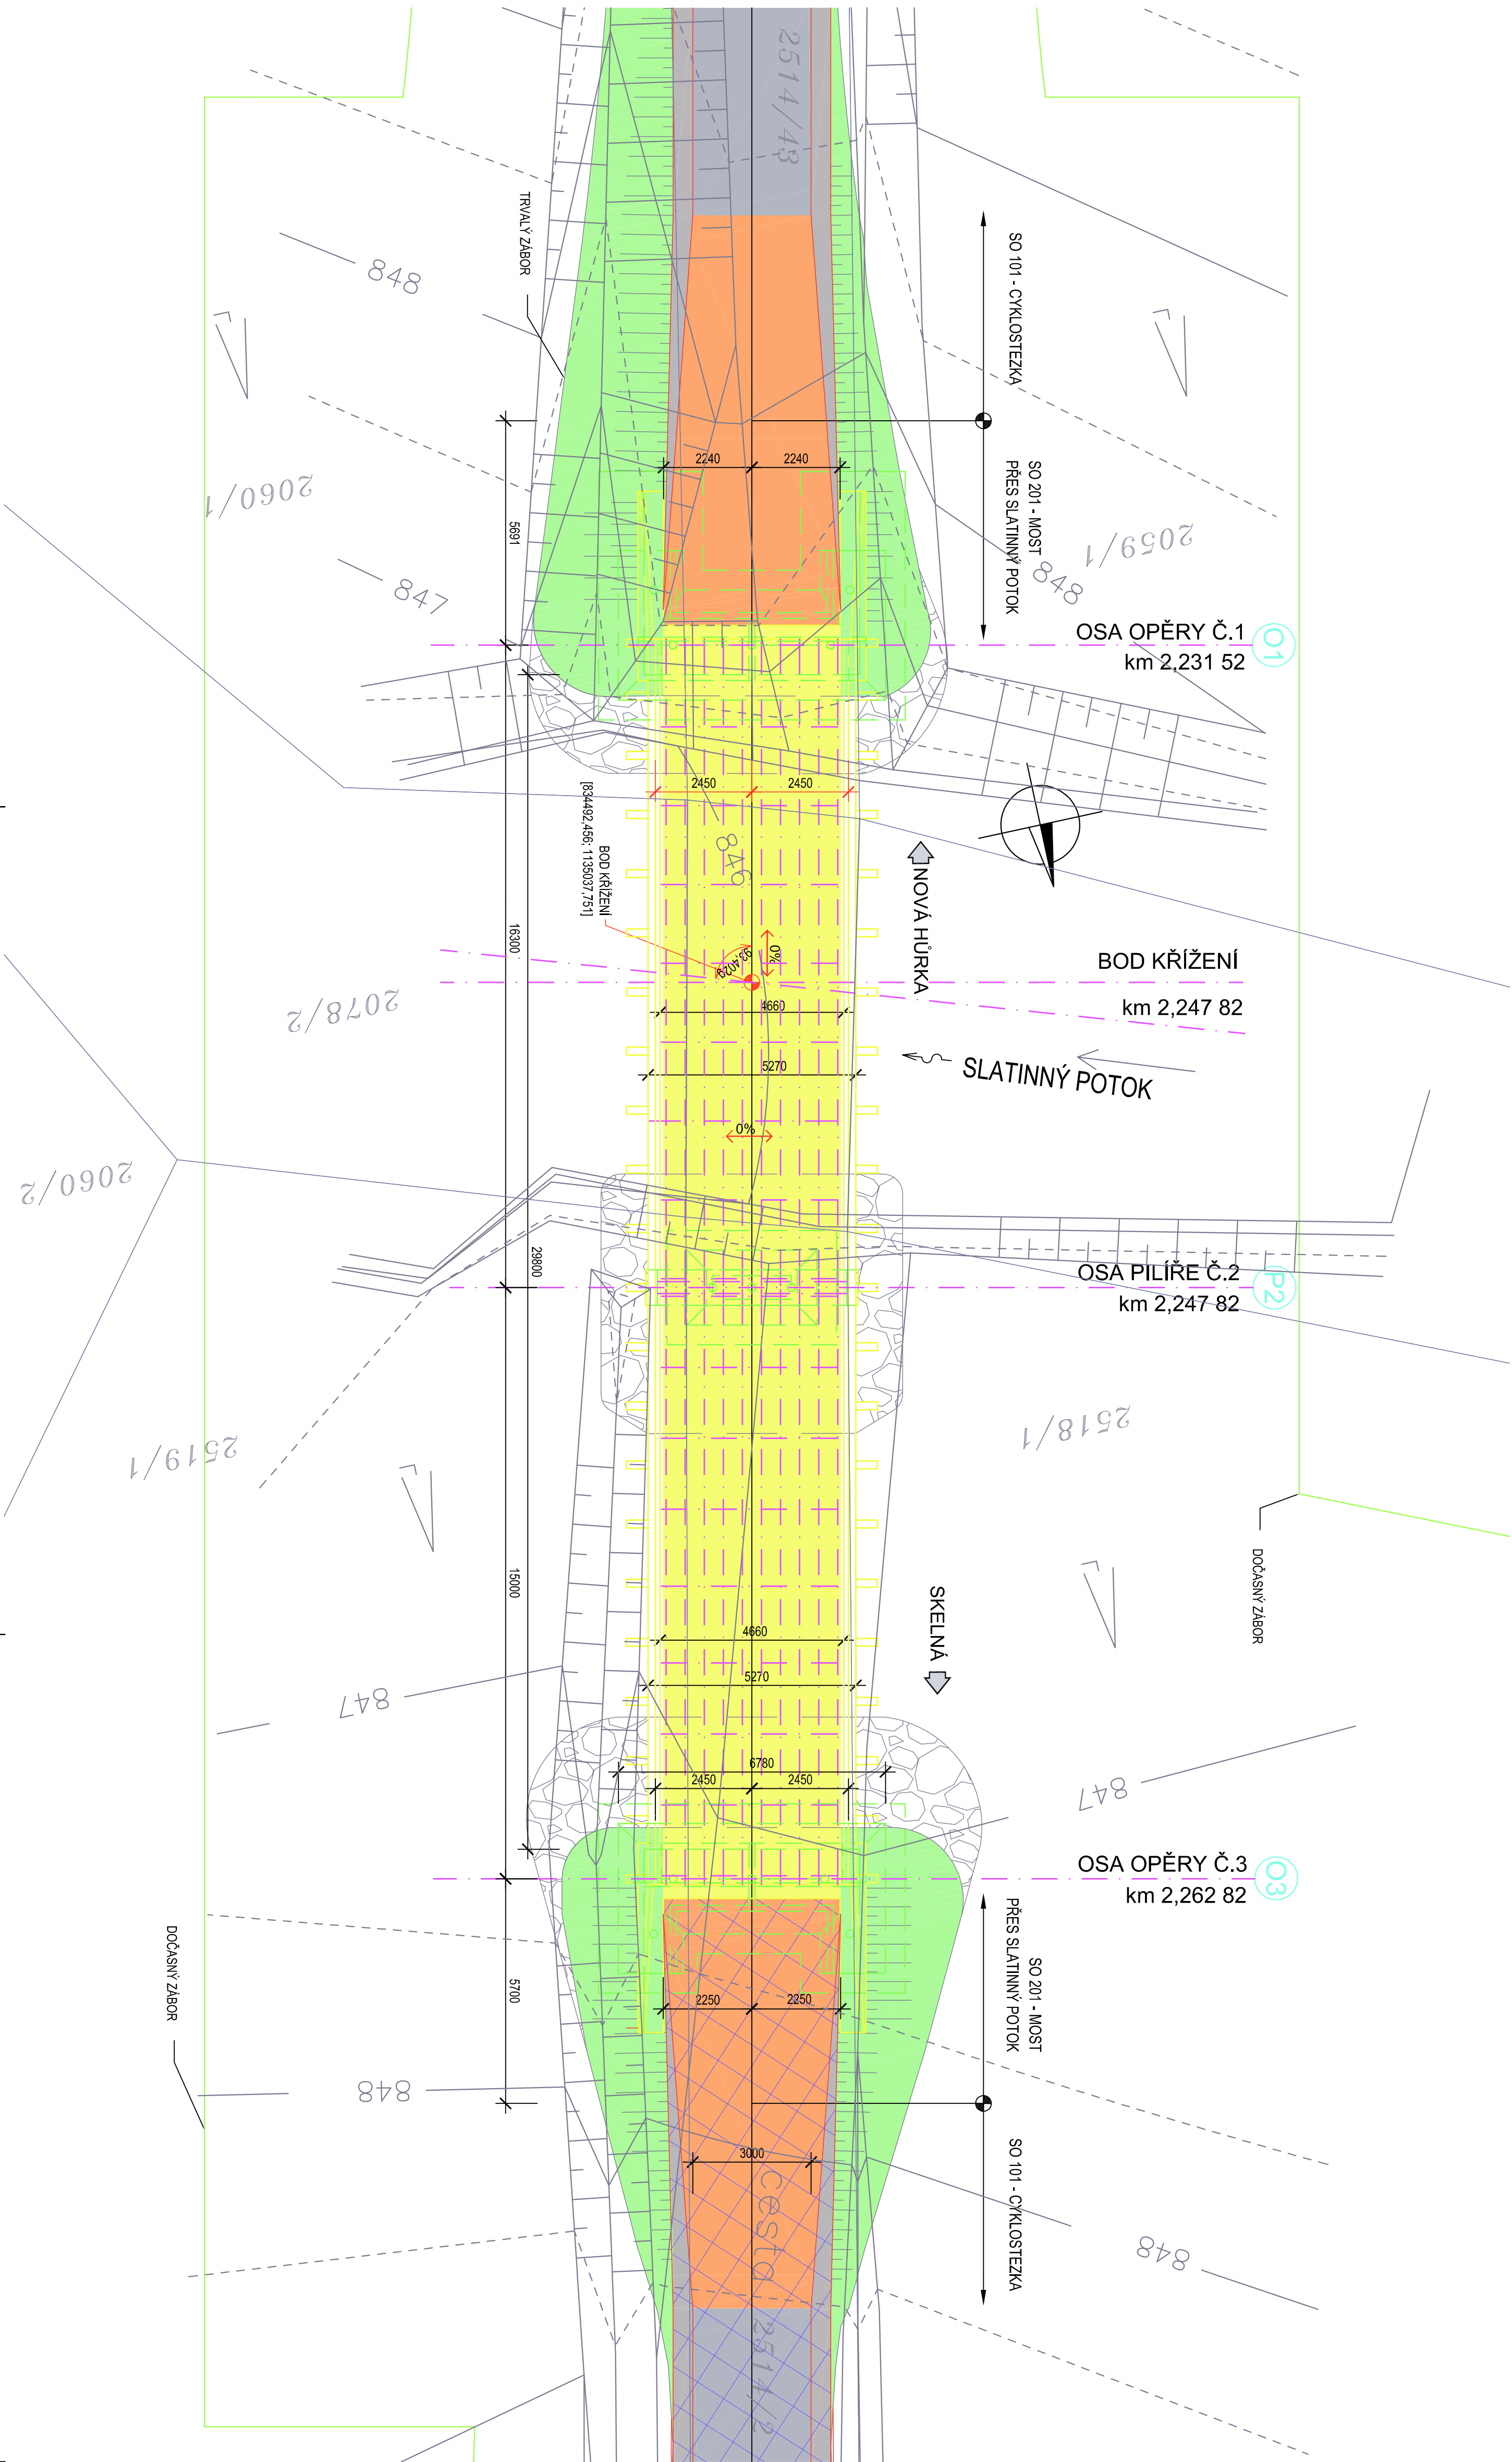 2514/43
TRVALÝ ZÁBOR
848
SO 101 - CYKLOSTEZKA
SO 201 - MOST
PŘES SLATINNÝ POTOK
2060/1
2059/1
848
847
2240
2240
5691
OSA OPĚRY Č.1
km 2,231 52
O1
2450
2450
846
BOD KŘÍŽENÍ
[834492,456; 1135037,751]
NOVÁ HŮRKA
16300
0%
93,402g
BOD KŘÍŽENÍ
km 2,247 82
4660
2078/2
5270
SLATINNÝ POTOK
0%
2060/2
29800
OSA PILÍŘE Č.2
km 2,247 82
P2
2519/1
2518/1
15000
SKELNÁ
DOČASNÝ ZÁBOR
4660
5270
847
6780
2450
2450
847
OSA OPĚRY Č.3
km 2,262 82
O3
SO 201 - MOST
PŘES SLATINNÝ POTOK
DOČASNÝ ZÁBOR
5700
2250
2250
848
3000
SO 101 - CYKLOSTEZKA
cesta
848
2514/2